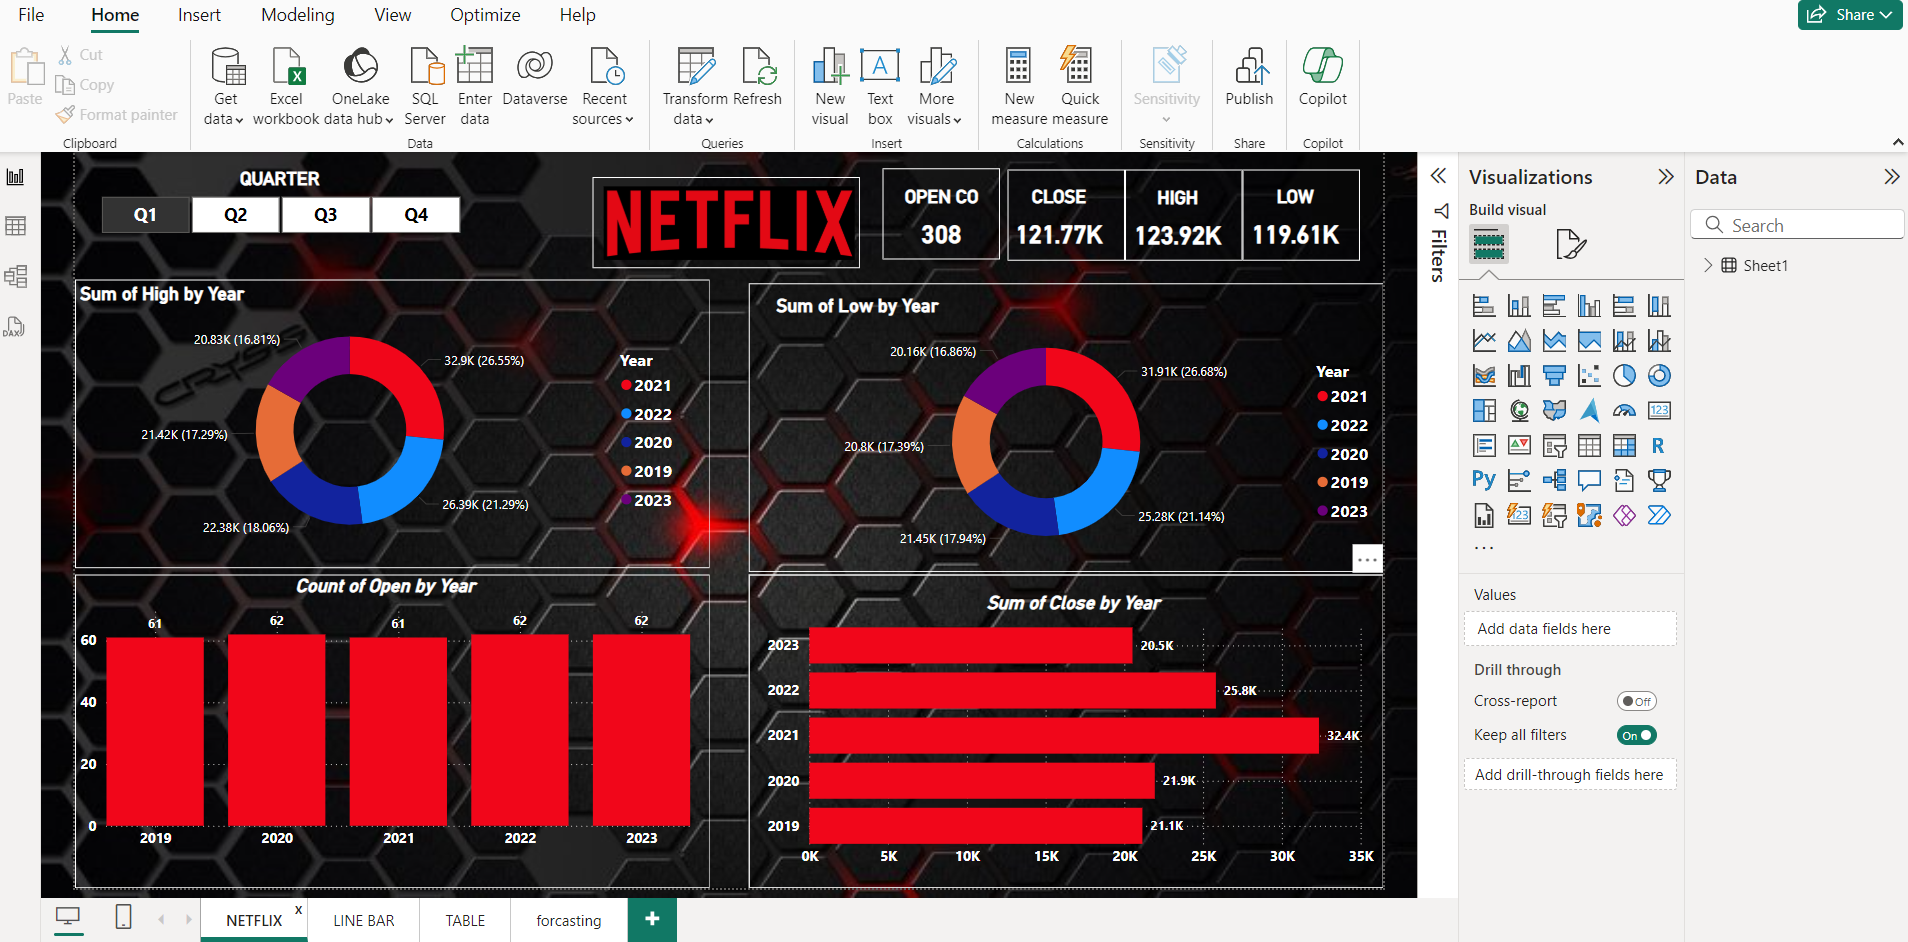 File Home Insert Modeling View Optimize Help Share
Paste Cut Copy Format painter
Get data Excel workbook OneLake data hub SQL Server Enter data Dataverse Recent sources
Transform data Refresh
New visual Text box More visuals
New measure Quick measure
Sensitivity
Publish
Copilot
Clipboard Data Queries Insert Calculations Sensitivity Share Copilot
QUARTER
Q1 Q2 Q3 Q4
NETFLIX
OPEN CO
308
CLOSE
121.77K
HIGH
123.92K
LOW
119.61K
Sum of High by Year
20.83K (16.81%)
32.9K (26.55%)
21.42K (17.29%)
26.39K (21.29%)
22.38K (18.06%)
Year
2021
2022
2020
2019
2023
CRYSIS
Sum of Low by Year
20.16K (16.86%)
31.91K (26.68%)
20.8K (17.39%)
25.28K (21.14%)
21.45K (17.94%)
Year
2021
2022
2020
2019
2023
Count of Open by Year
61 62 61 62 62
60
40
20
0
2019 2020 2021 2022 2023
Sum of Close by Year
2023 20.5K
2022 25.8K
2021 32.4K
2020 21.9K
2019 21.1K
0K 5K 10K 15K 20K 25K 30K 35K
Filters
Visualizations
Build visual
123
R
Py
123
...
Values
Add data fields here
Drill through
Cross-report Off
Keep all filters On
Add drill-through fields here
Data
Search
Sheet1
DAX
NETFLIX x LINE BAR TABLE forcasting +